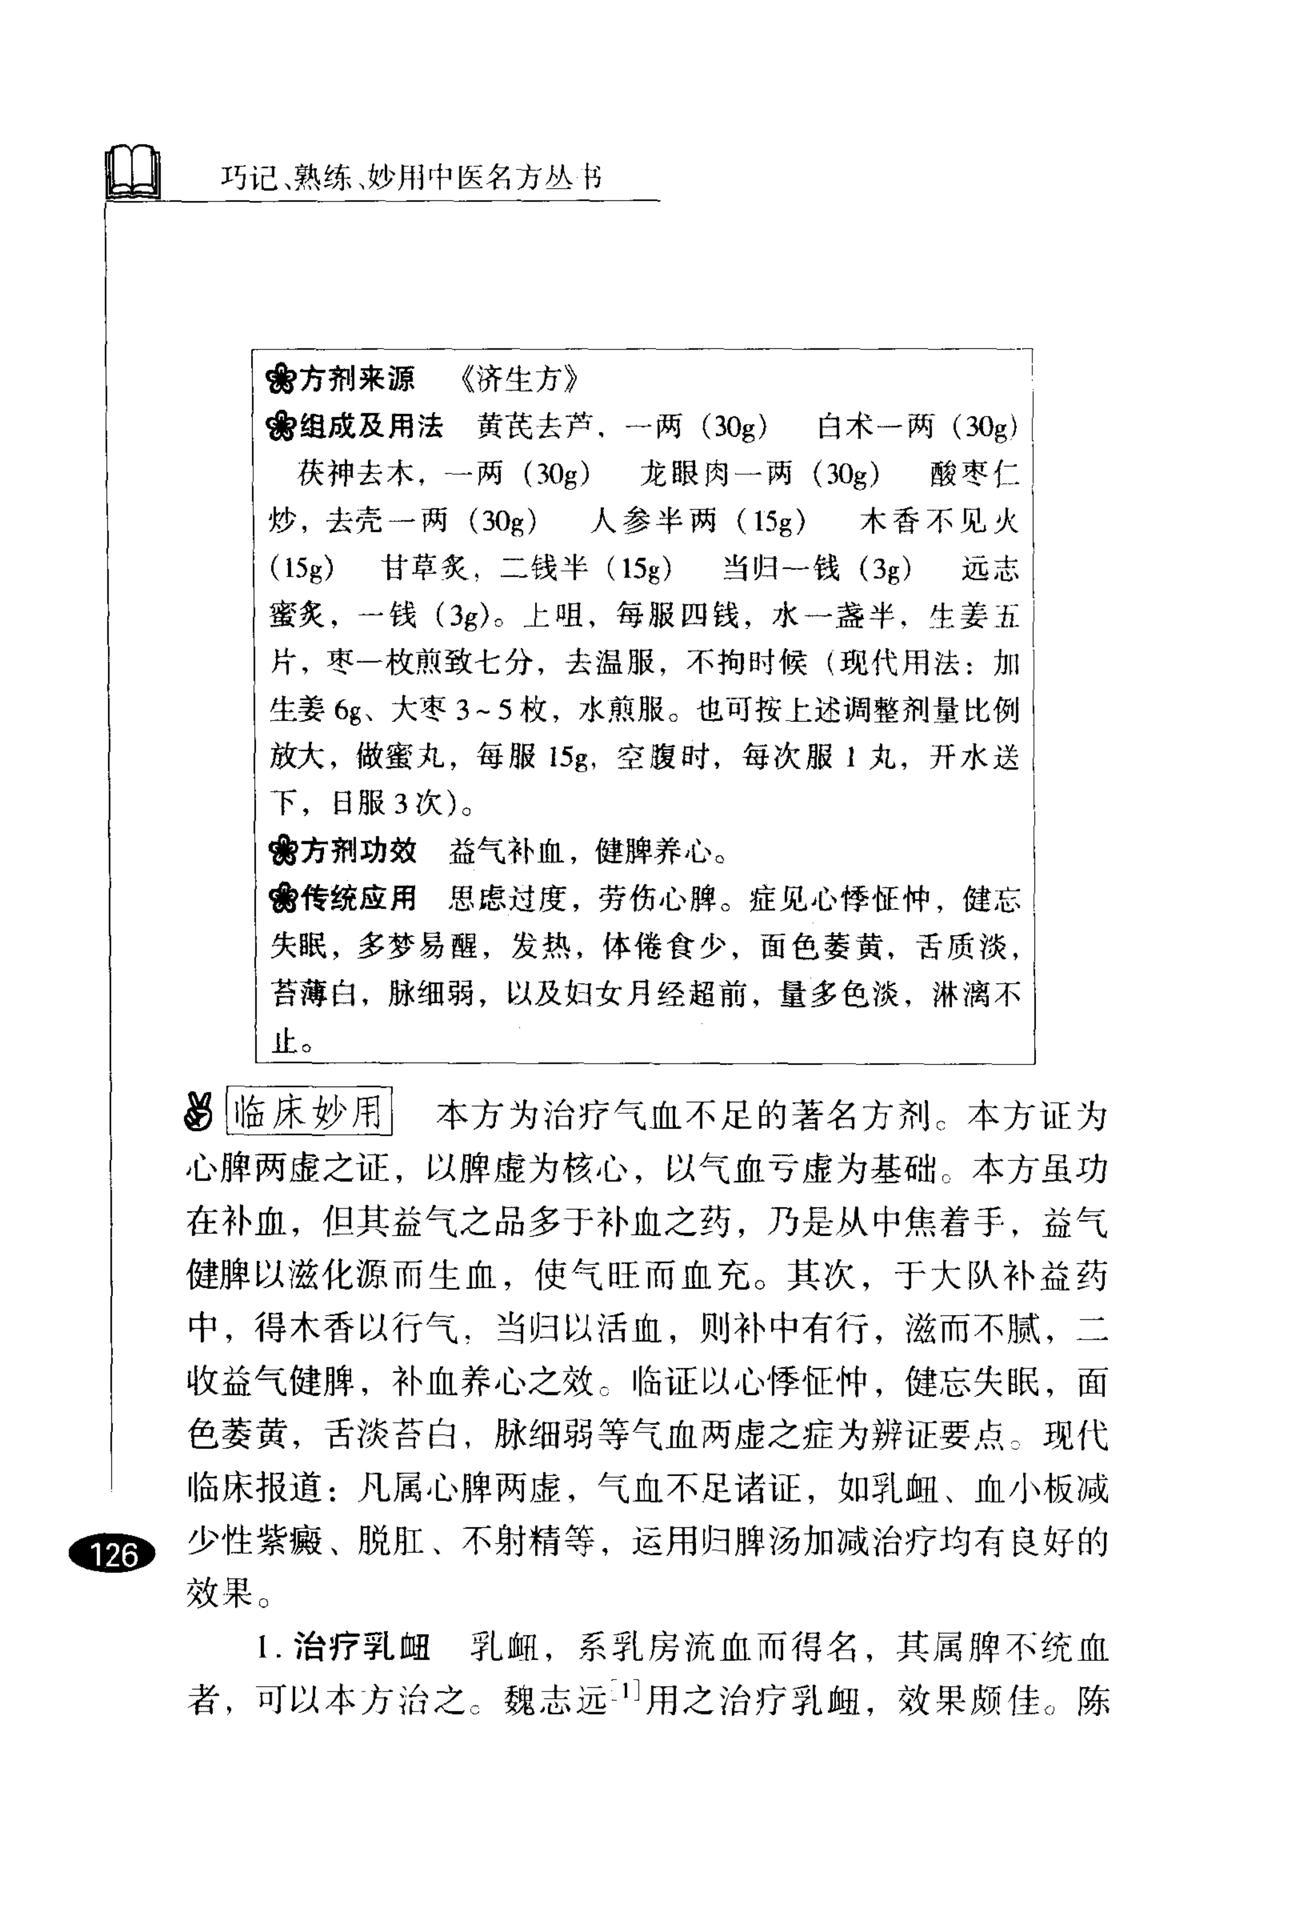 巧记、熟练、妙用中医名方丛书
方剂来源 《济生方》
组成及用法 黄芪去芦，一两（30g） 白术一两（30g）
茯神去木，一两（30g） 龙眼肉一两（30g） 酸枣仁
炒，去壳一两（30g） 人参半两（15g） 木香不见火
（15g） 甘草炙，二钱半（15g） 当归一钱（3g） 远志
蜜炙，一钱（3g）。上咀，每服四钱，水一盏半，生姜五
片，枣一枚煎致七分，去温服，不拘时候（现代用法：加
生姜6g、大枣3~5枚，水煎服。也可按上述调整剂量比例
放大，做蜜丸，每服15g，空腹时，每次服1丸，开水送
下，日服3次）。
方剂功效 益气补血，健脾养心。
传统应用 思虑过度，劳伤心脾。症见心悸怔忡，健忘
失眠，多梦易醒，发热，体倦食少，面色萎黄，舌质淡，
苔薄白，脉细弱，以及妇女月经超前，量多色淡，淋漓不
止。
临床妙用 本方为治疗气血不足的著名方剂。本方证为
心脾两虚之证，以脾虚为核心，以气血亏虚为基础。本方虽功
在补血，但其益气之品多于补血之药，乃是从中焦着手，益气
健脾以滋化源而生血，使气旺而血充。其次，于大队补益药
中，得木香以行气，当归以活血，则补中有行，滋而不腻，二
收益气健脾，补血养心之效。临证以心悸怔忡，健忘失眠，面
色萎黄，舌淡苔白，脉细弱等气血两虚之症为辨证要点。现代
临床报道：凡属心脾两虚，气血不足诸证，如乳衄、血小板减
少性紫癜、脱肛、不射精等，运用归脾汤加减治疗均有良好的
效果。
1. 治疗乳衄 乳衄，系乳房流血而得名，其属脾不统血
者，可以本方治之。魏志远[1]用之治疗乳衄，效果颇佳。陈
126